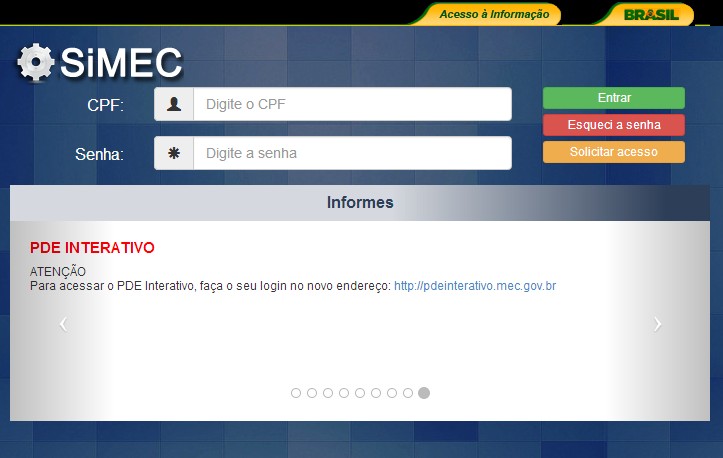 Acesso à Informação
BRASIL
SiMEC
CPF:
Digite o CPF
Entrar
Esqueci a senha
Senha:
Digite a senha
Solicitar acesso
Informes
PDE INTERATIVO
ATENÇÃO
Para acessar o PDE Interativo, faça o seu login no novo endereço: http://pdeinterativo.mec.gov.br